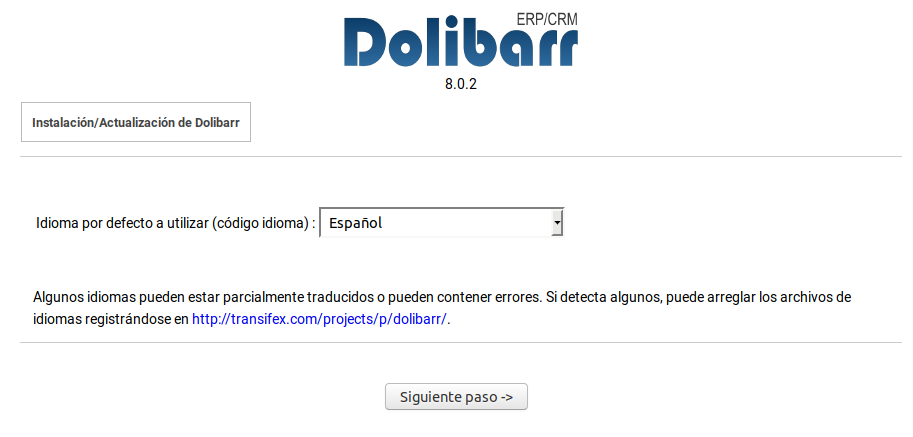 ERP/CRM
Dolibarr
8.0.2
Instalación/Actualización de Dolibarr
Idioma por defecto a utilizar (código idioma) : Español
Algunos idiomas pueden estar parcialmente traducidos o pueden contener errores. Si detecta algunos, puede arreglar los archivos de
idiomas registrándose en http://transifex.com/projects/p/dolibarr/.
Siguiente paso ->